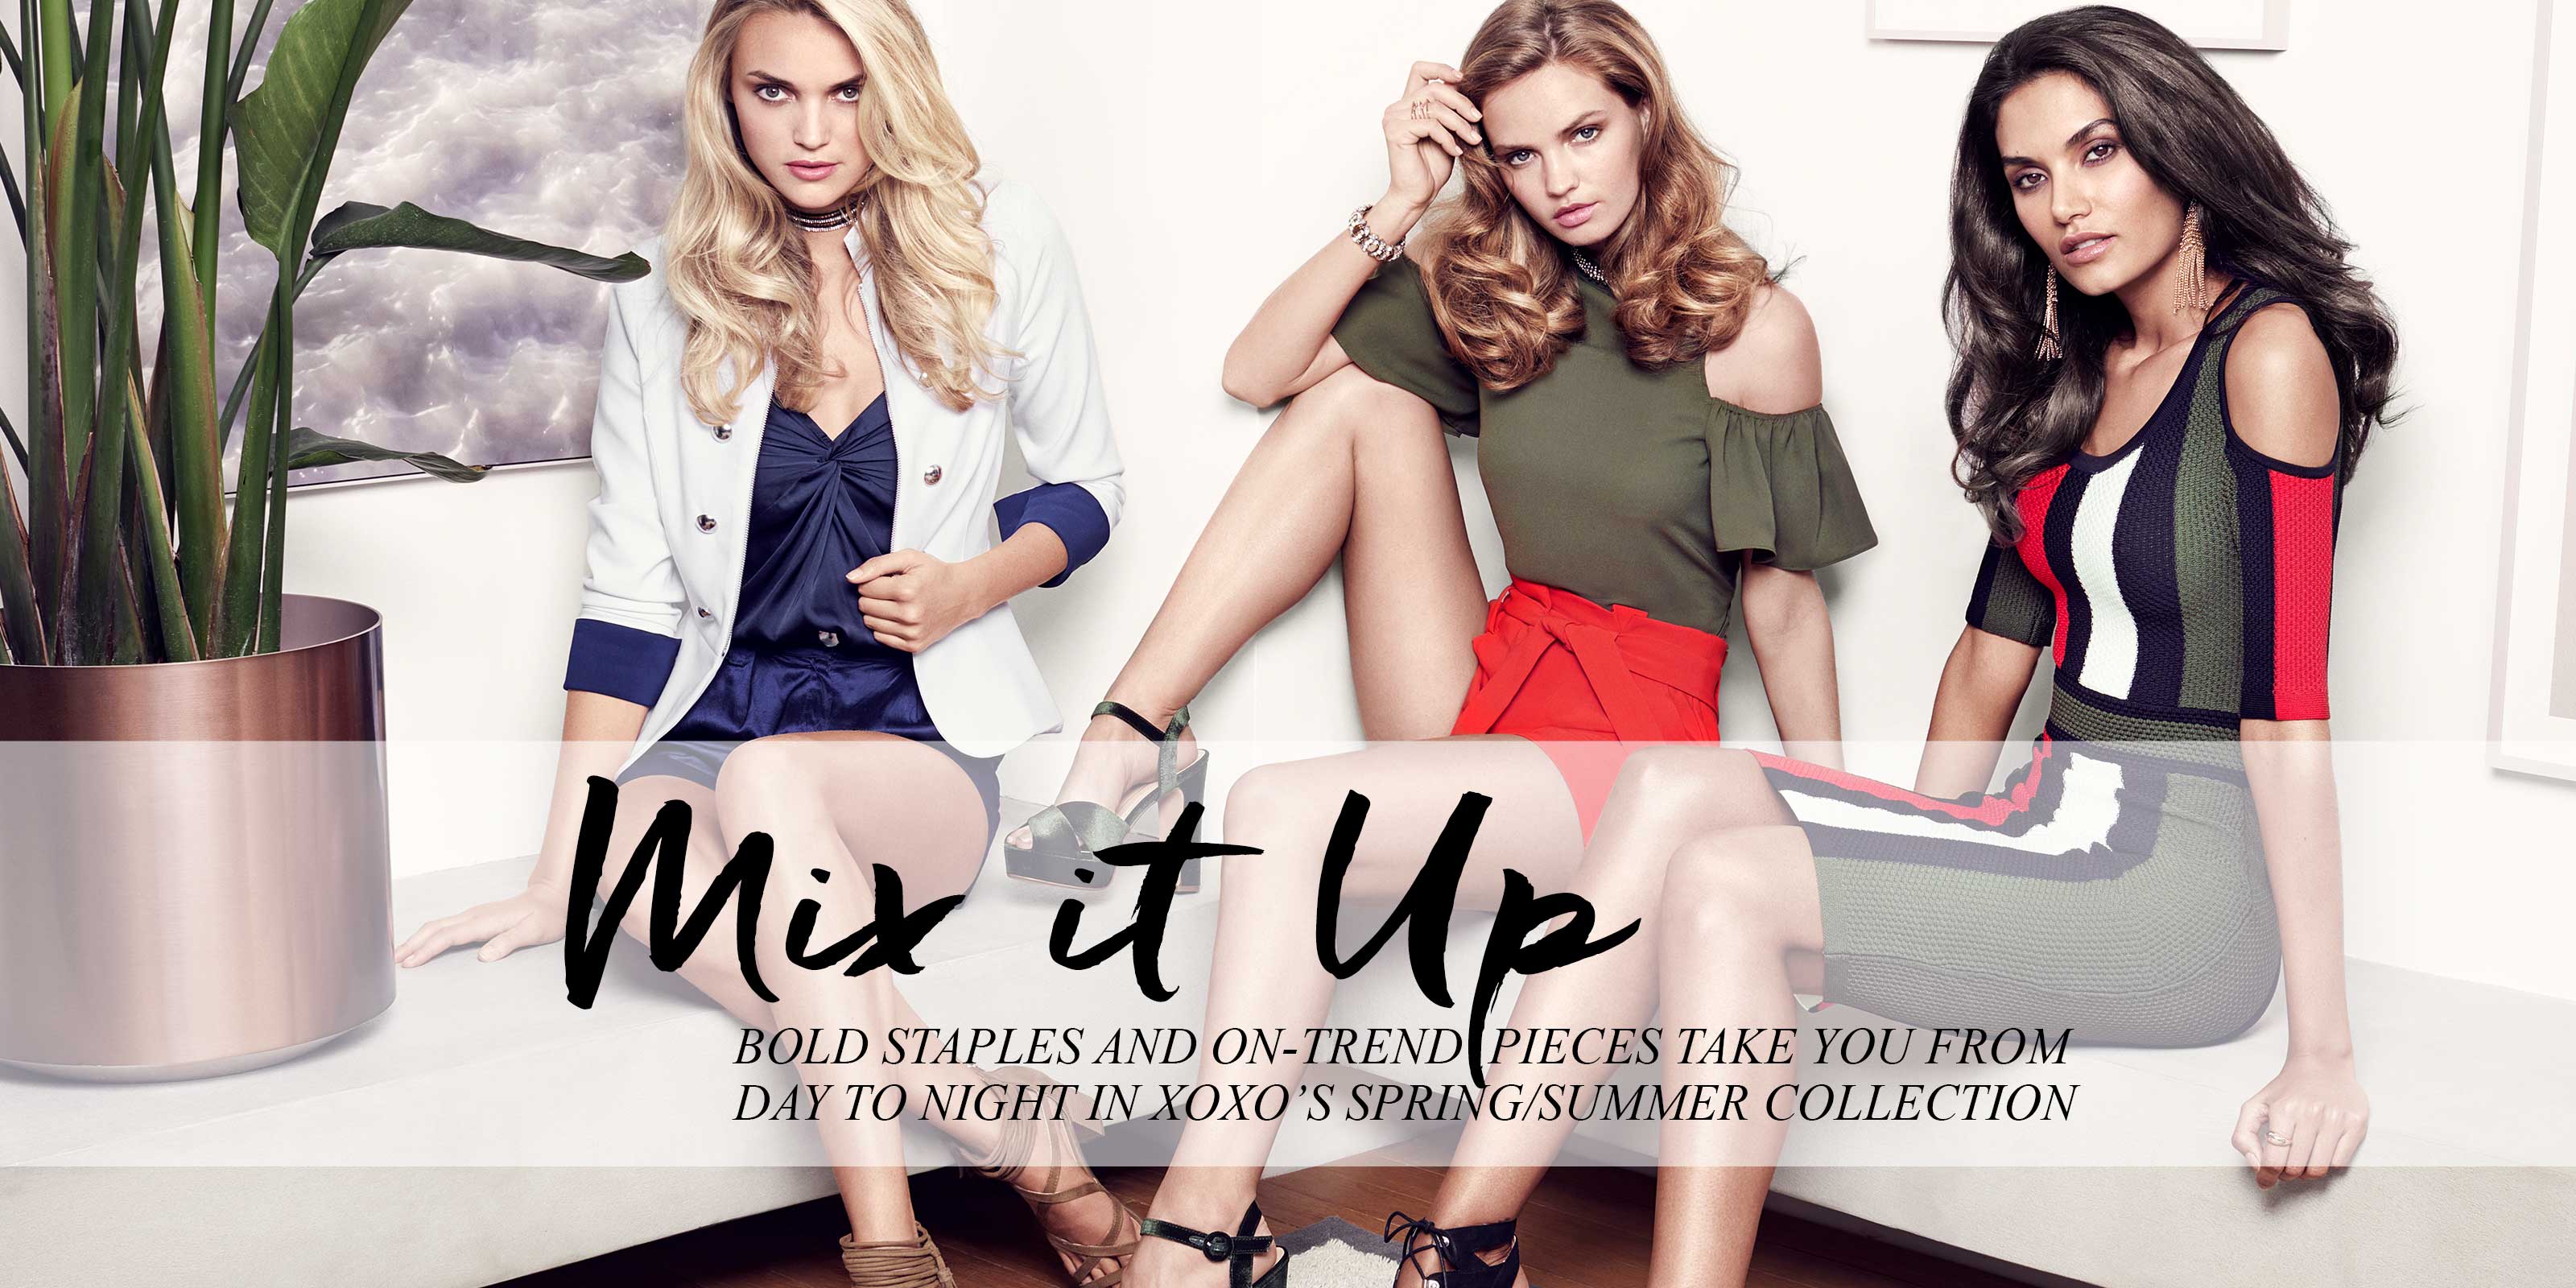 Mix it Up
BOLD STAPLES AND ON-TREND PIECES TAKE YOU FROM
DAY TO NIGHT IN XOXO’S SPRING/SUMMER COLLECTION